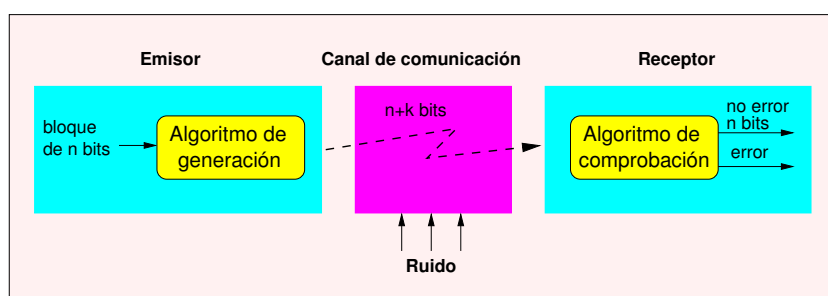 Emisor
Canal de comunicación
Receptor
bloque
de n bits
Algoritmo de
generación
n+k bits
Algoritmo de
comprobación
no error
n bits
error
Ruido